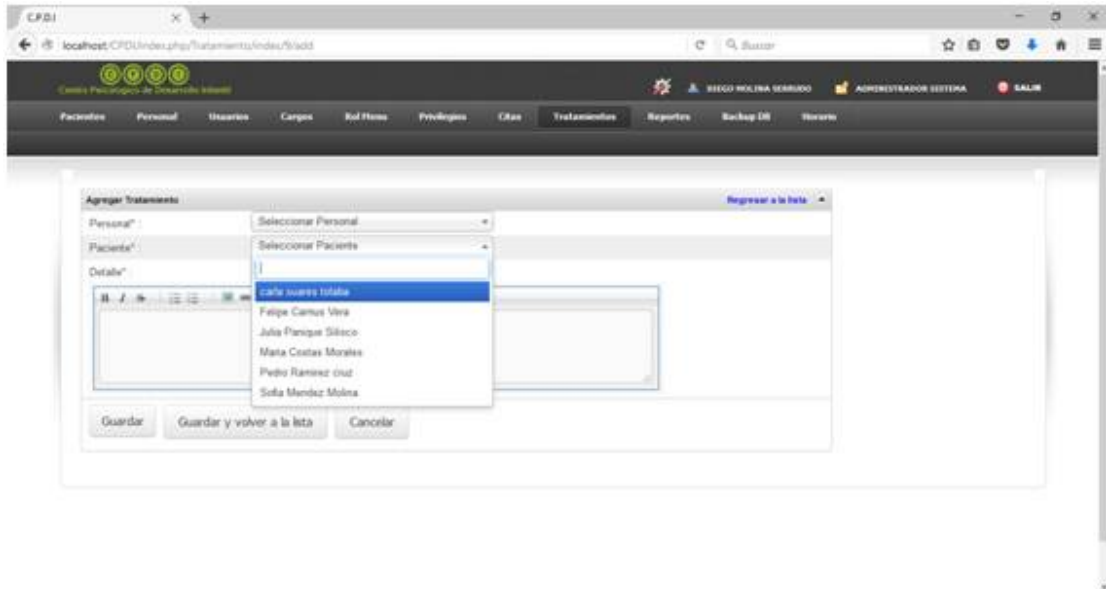 C.P.D.I
localhost/CPDI/index.php/Tratamiento/index/9/add
Buscar
Centro Psicologico de Desarrollo Infantil
DIEGO MOLINA SERRUDO
ADMINISTRADOR SISTEMA
SALIR
Pacientes Personal Usuarios Cargos Rol Menu Privilegios Citas Tratamientos Reportes Backup DB Horario
Agregar Tratamiento Regresar a la lista
Personal* : Seleccionar Personal
Paciente* : Seleccionar Paciente
Detalle* :
carla suares
Felipe Camus Vera
Julia Panique
Maria Costas Morales
Pedro Ramirez cruz
Sofia Mendez Molina
Guardar Guardar y volver a la lista Cancelar